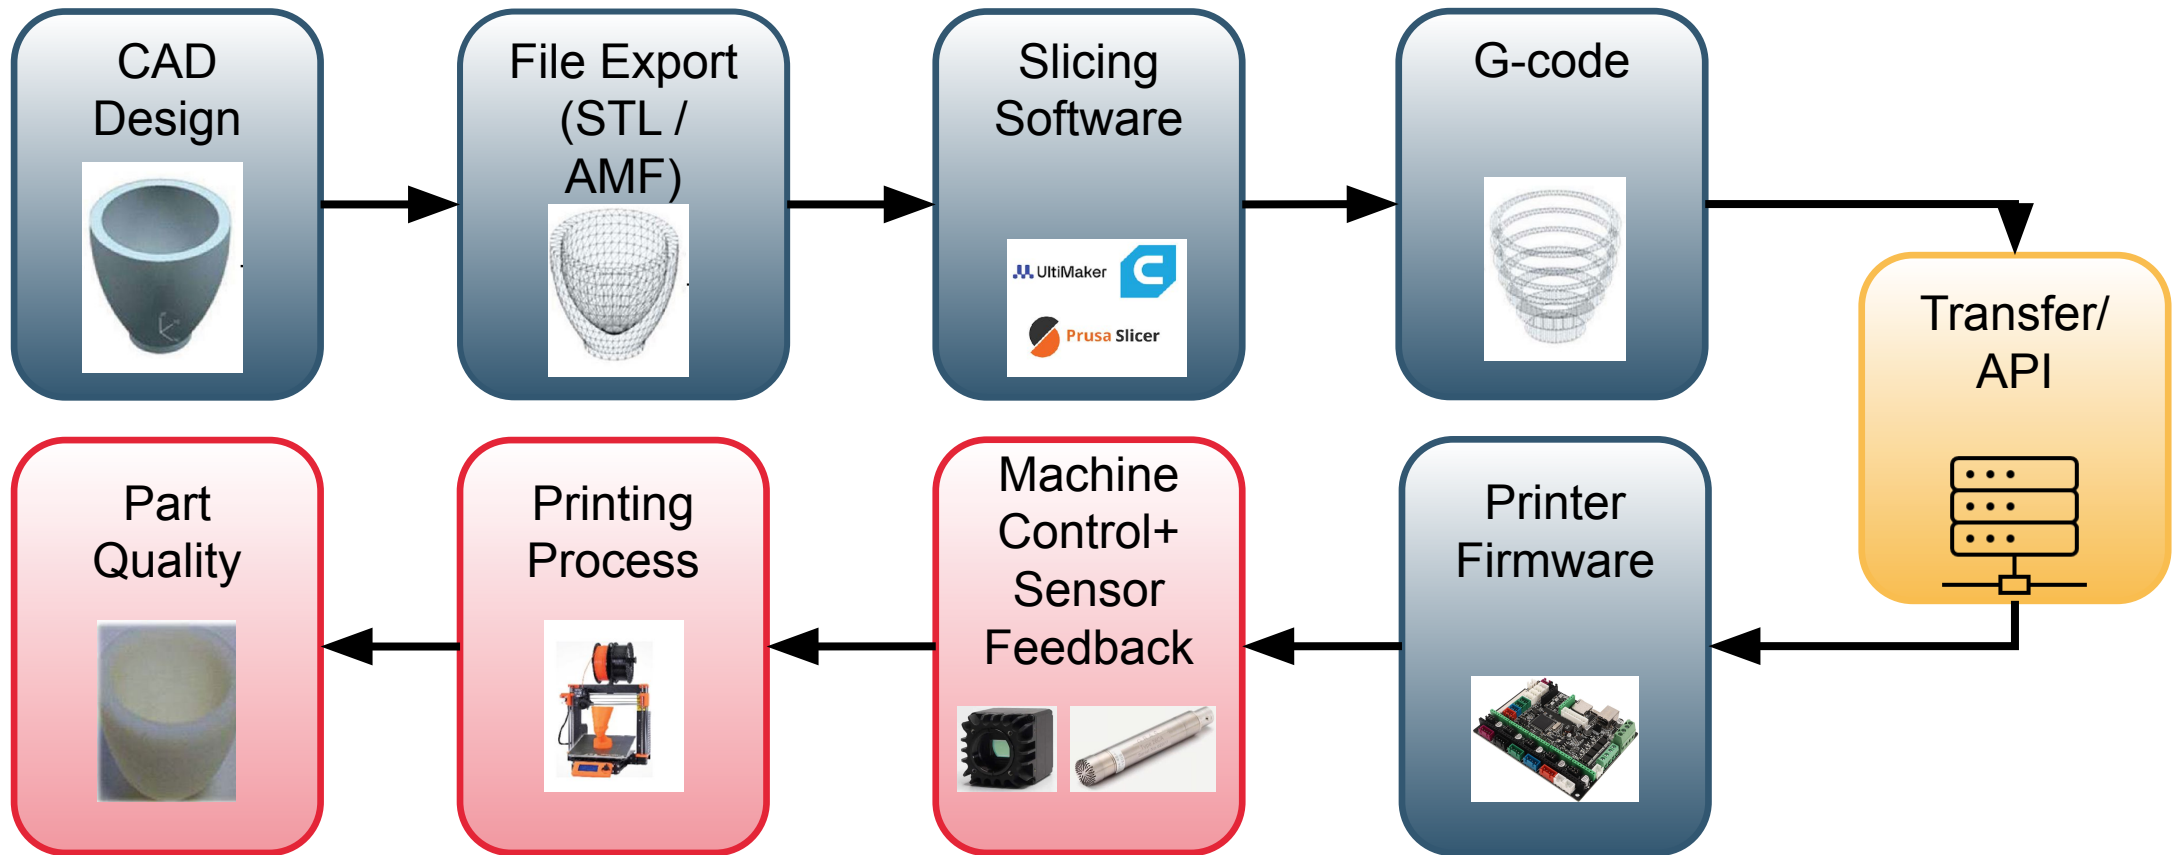 CAD
Design
File Export
(STL /
AMF)
Slicing
Software
UltiMaker
Prusa Slicer
G-code
Transfer/
API
Printer
Firmware
Machine
Control+
Sensor
Feedback
Printing
Process
Part
Quality